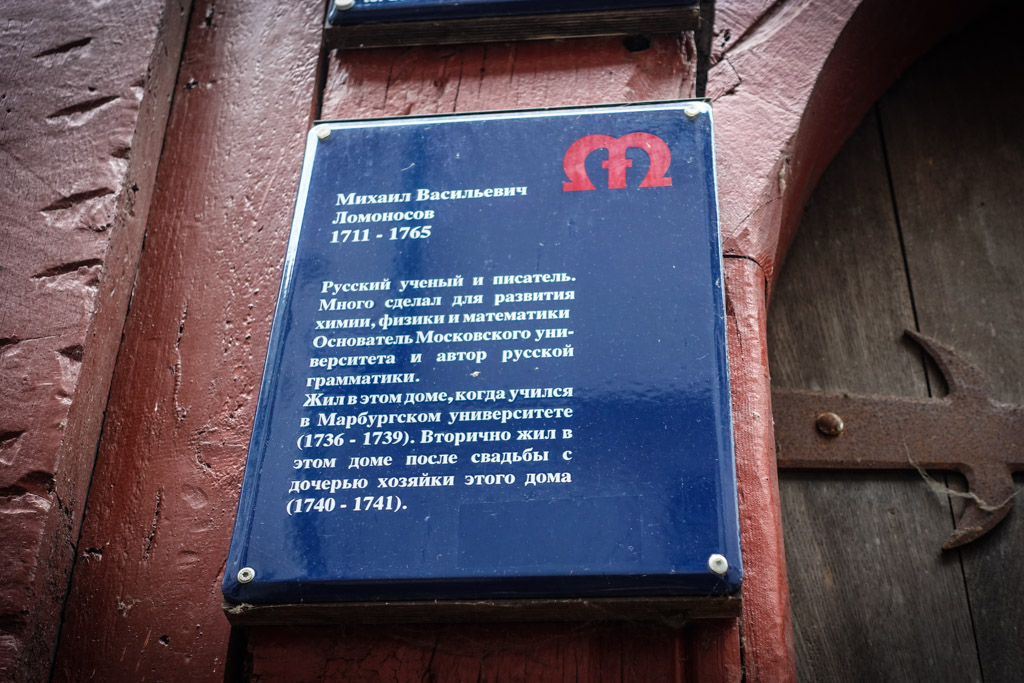 Михаил Васильевич
Ломоносов
1711 - 1765
Русский ученый и писатель.
Много сделал для развития
химии, физики и математики
Основатель Московского уни-
верситета и автор русской
грамматики.
Жил в этом доме, когда учился
в Марбургском университете
(1736 - 1739). Вторично жил в
этом доме после свадьбы с
дочерью хозяйки этого дома
(1740 - 1741).